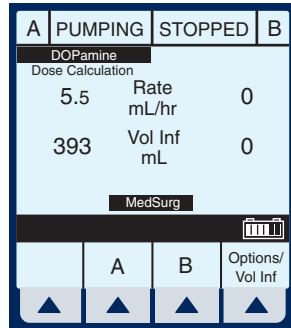 A PUMPING STOPPED B
DOPamine
Dose Calculation
5.5 Rate mL/hr 0
393 Vol Inf mL 0
MedSurg
A B Options/ Vol Inf